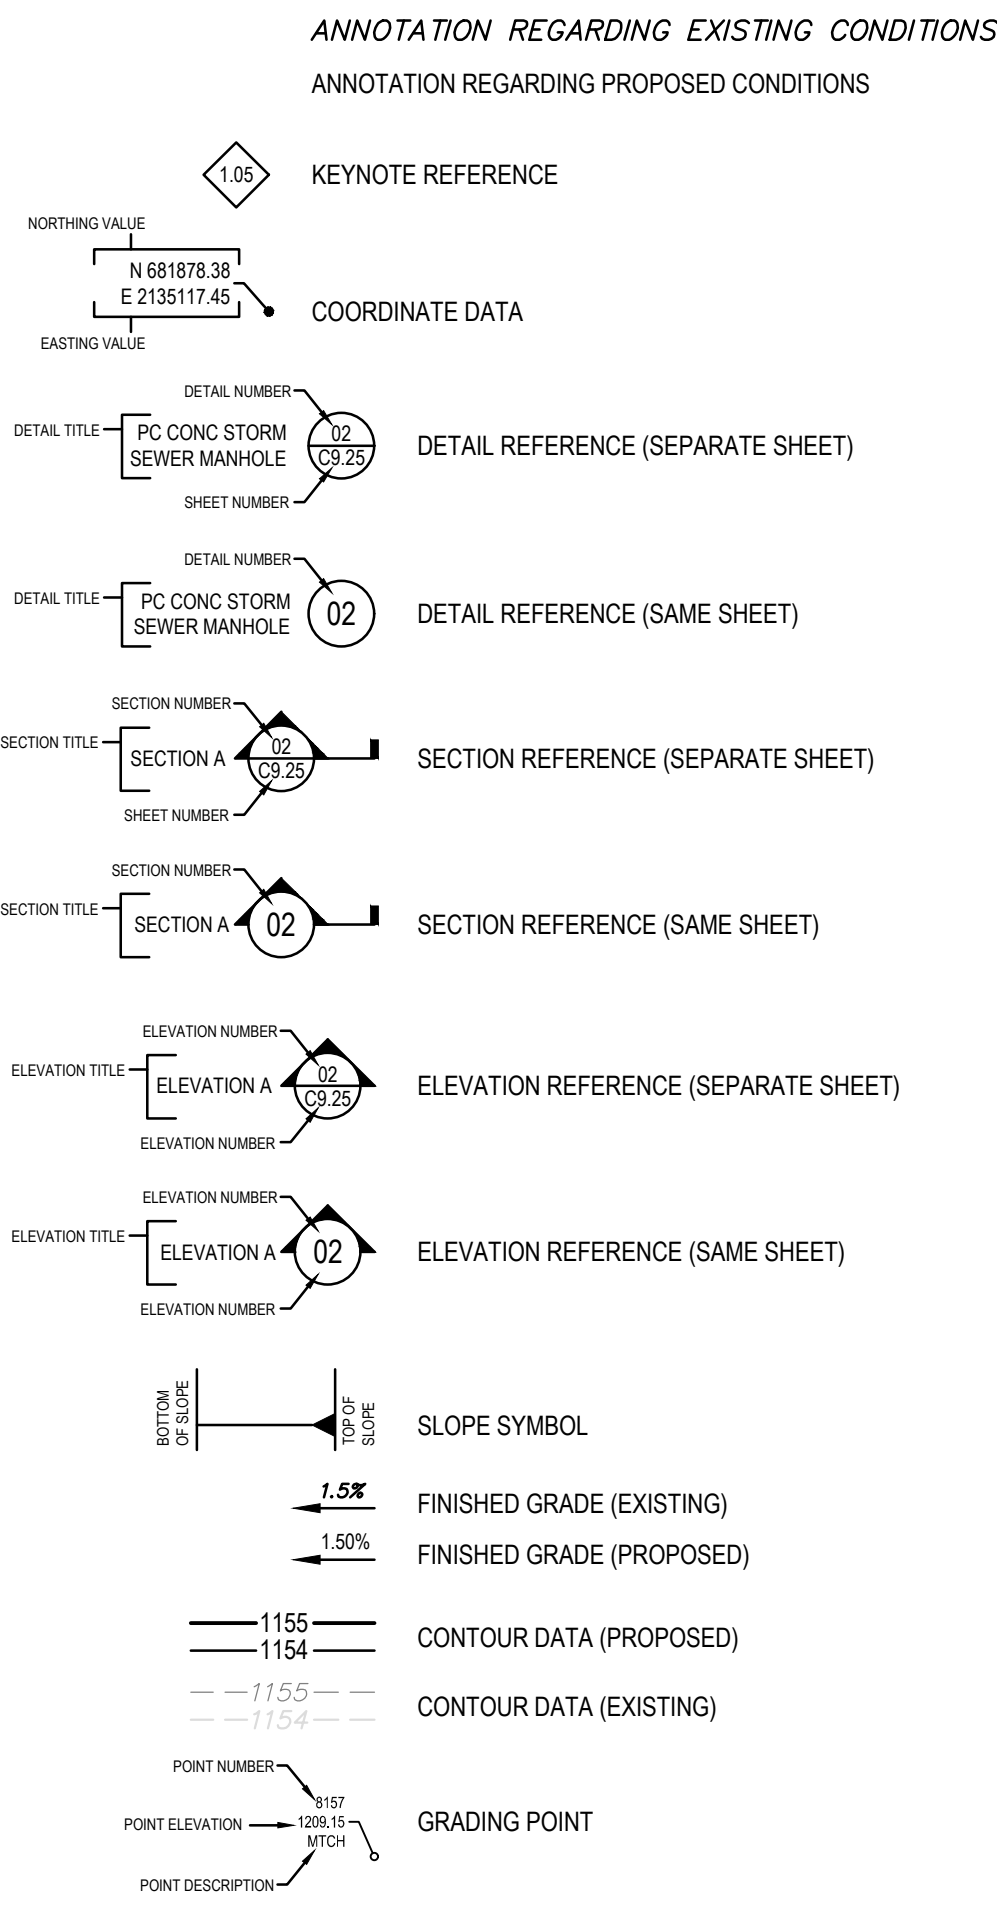 ANNOTATION REGARDING EXISTING CONDITIONS
ANNOTATION REGARDING PROPOSED CONDITIONS
1.05
KEYNOTE REFERENCE
NORTHING VALUE
N 681878.38
E 2135117.45
EASTING VALUE
COORDINATE DATA
DETAIL NUMBER
DETAIL TITLE
PC CONC STORM
SEWER MANHOLE
02
C9.25
SHEET NUMBER
DETAIL REFERENCE (SEPARATE SHEET)
DETAIL NUMBER
DETAIL TITLE
PC CONC STORM
SEWER MANHOLE
02
DETAIL REFERENCE (SAME SHEET)
SECTION NUMBER
SECTION TITLE
SECTION A
02
C9.25
SHEET NUMBER
SECTION REFERENCE (SEPARATE SHEET)
SECTION NUMBER
SECTION TITLE
SECTION A
02
SECTION REFERENCE (SAME SHEET)
ELEVATION NUMBER
ELEVATION TITLE
ELEVATION A
02
C9.25
ELEVATION NUMBER
ELEVATION REFERENCE (SEPARATE SHEET)
ELEVATION NUMBER
ELEVATION TITLE
ELEVATION A
02
ELEVATION NUMBER
ELEVATION REFERENCE (SAME SHEET)
BOTTOM
OF SLOPE
TOP OF
SLOPE
SLOPE SYMBOL
1.5%
FINISHED GRADE (EXISTING)
1.50%
FINISHED GRADE (PROPOSED)
1155
1154
CONTOUR DATA (PROPOSED)
1155
1154
CONTOUR DATA (EXISTING)
POINT NUMBER
8157
POINT ELEVATION
1209.15
MTCH
POINT DESCRIPTION
GRADING POINT